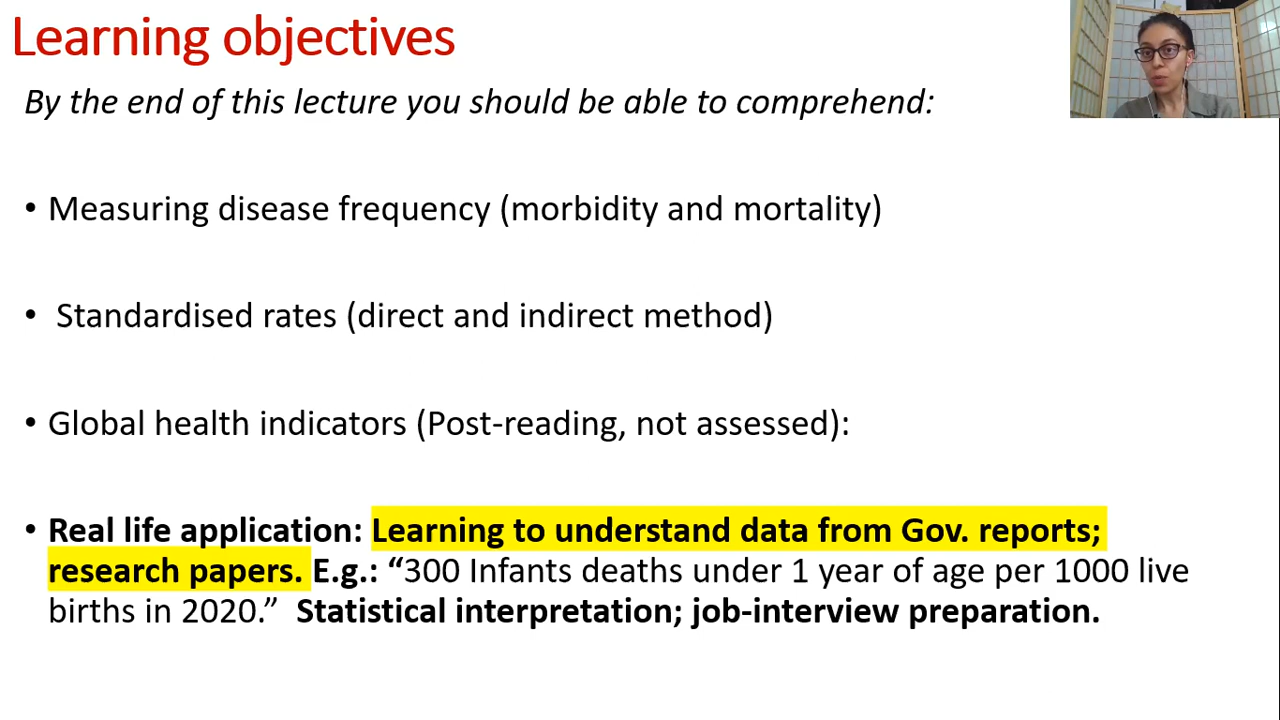 Learning objectives
By the end of this lecture you should be able to comprehend:
• Measuring disease frequency (morbidity and mortality)
• Standardised rates (direct and indirect method)
• Global health indicators (Post-reading, not assessed):
• Real life application: Learning to understand data from Gov. reports;
research papers. E.g.: “300 Infants deaths under 1 year of age per 1000 live
births in 2020.” Statistical interpretation; job-interview preparation.